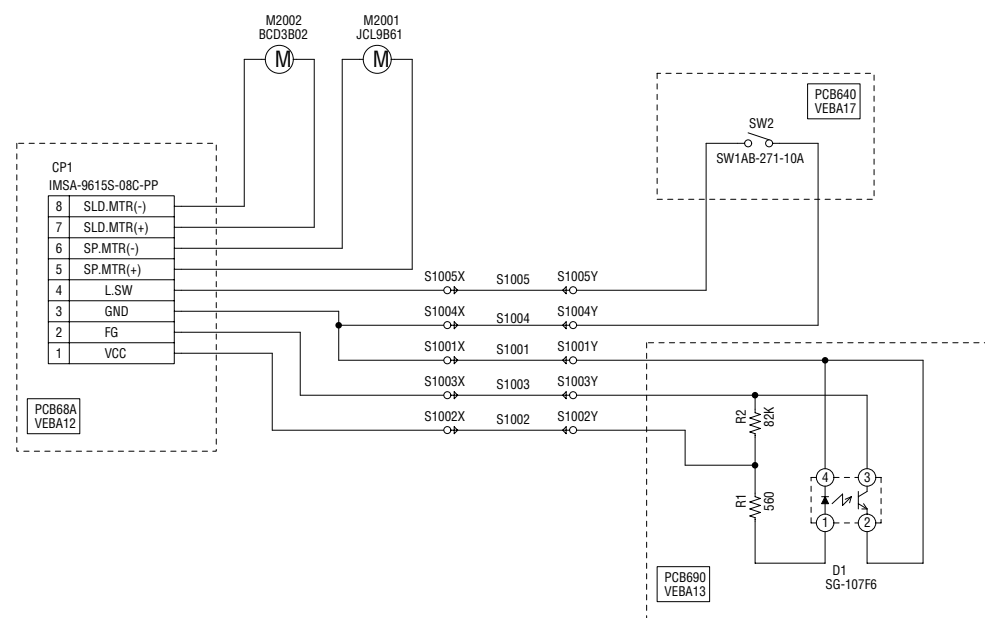 M2002
BCD3B02
M
M2001
JCL9B61
M
PCB640
VEBA17
SW2
SW1AB-271-10A
CP1
IMSA-9615S-08C-PP
8 SLD.MTR(-)
7 SLD.MTR(+)
6 SP.MTR(-)
5 SP.MTR(+)
4 L.SW
3 GND
2 FG
1 VCC
PCB68A
VEBA12
S1005X S1005 S1005Y
S1004X S1004 S1004Y
S1001X S1001 S1001Y
S1003X S1003 S1003Y
S1002X S1002 S1002Y
R2
82K
R1
560
4 3
1 2
D1
SG-107F6
PCB690
VEBA13